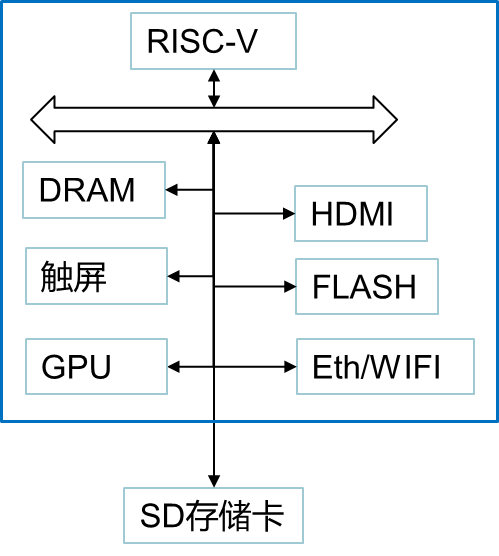 RISC-V
DRAM
HDMI
触屏
FLASH
GPU
Eth/WIFI
SD存储卡